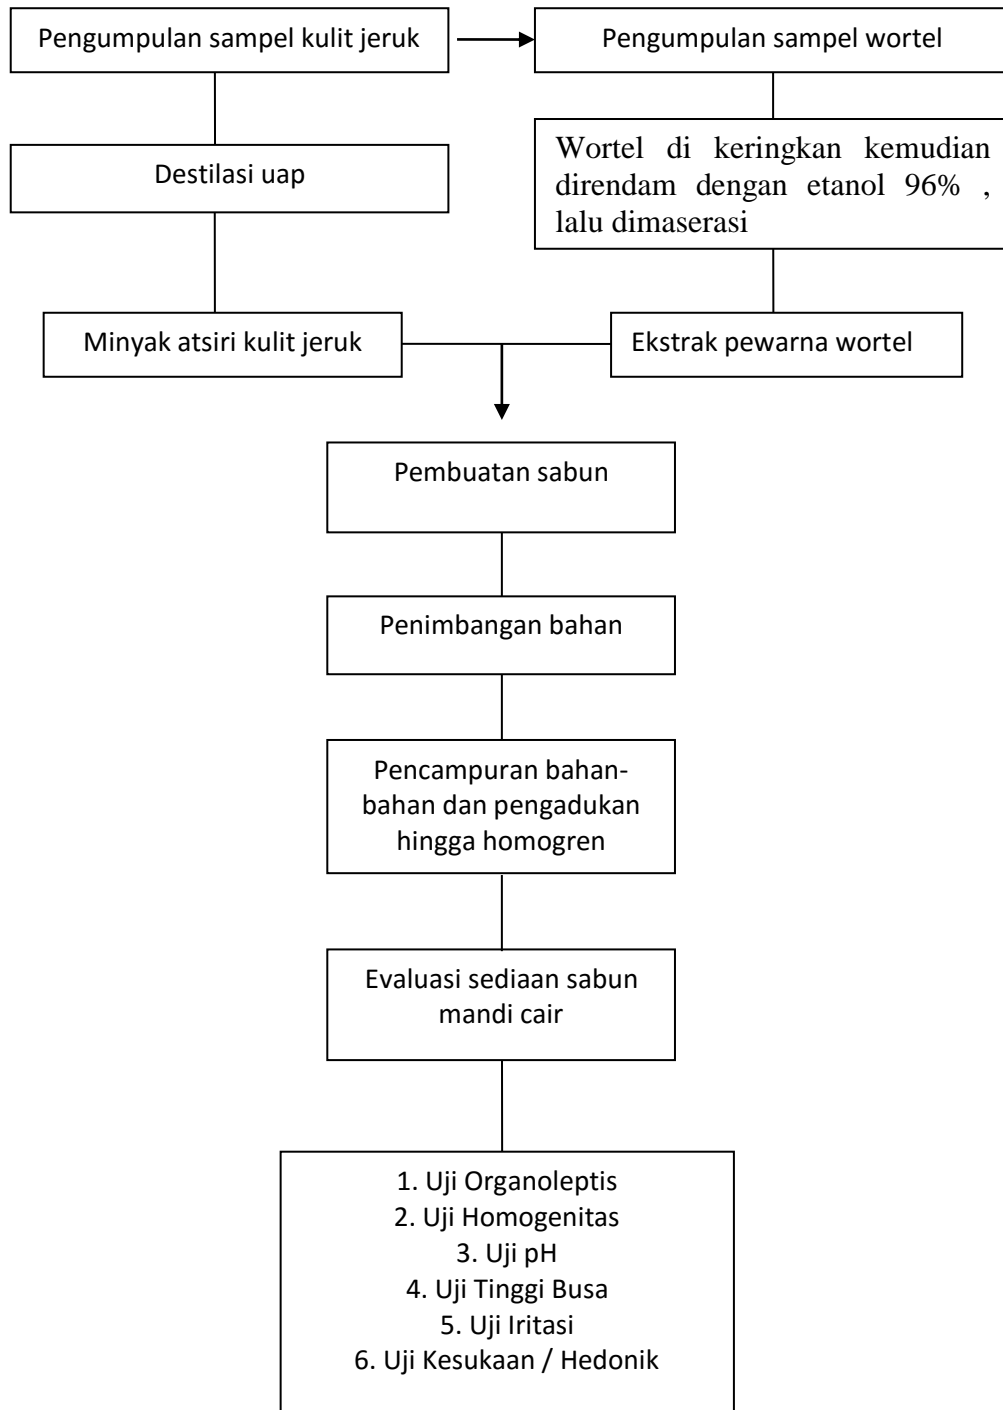 Pengumpulan sampel kulit jeruk
Pengumpulan sampel wortel
Destilasi uap
Wortel di keringkan kemudian
direndam dengan etanol 96% ,
lalu dimaserasi
Minyak atsiri kulit jeruk
Ekstrak pewarna wortel
Pembuatan sabun
Penimbangan bahan
Pencampuran bahan-
bahan dan pengadukan
hingga homogren
Evaluasi sediaan sabun
mandi cair
1. Uji Organoleptis
2. Uji Homogenitas
3. Uji pH
4. Uji Tinggi Busa
5. Uji Iritasi
6. Uji Kesukaan / Hedonik